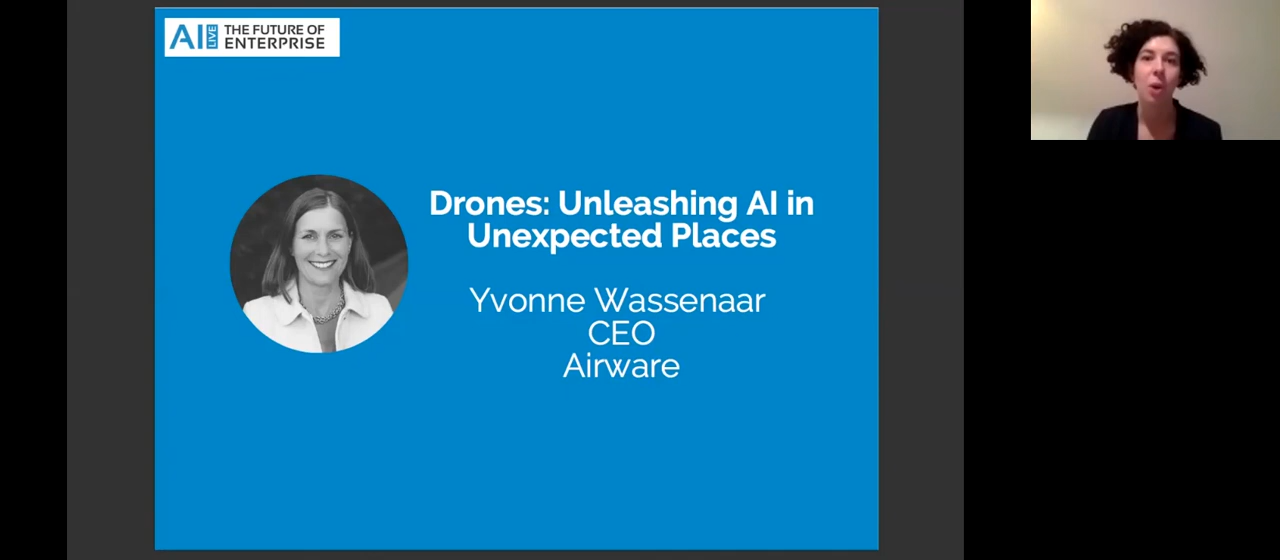 AI LIVE THE FUTURE OF
ENTERPRISE
Drones: Unleashing AI in
Unexpected Places
Yvonne Wassenaar
CEO
Airware